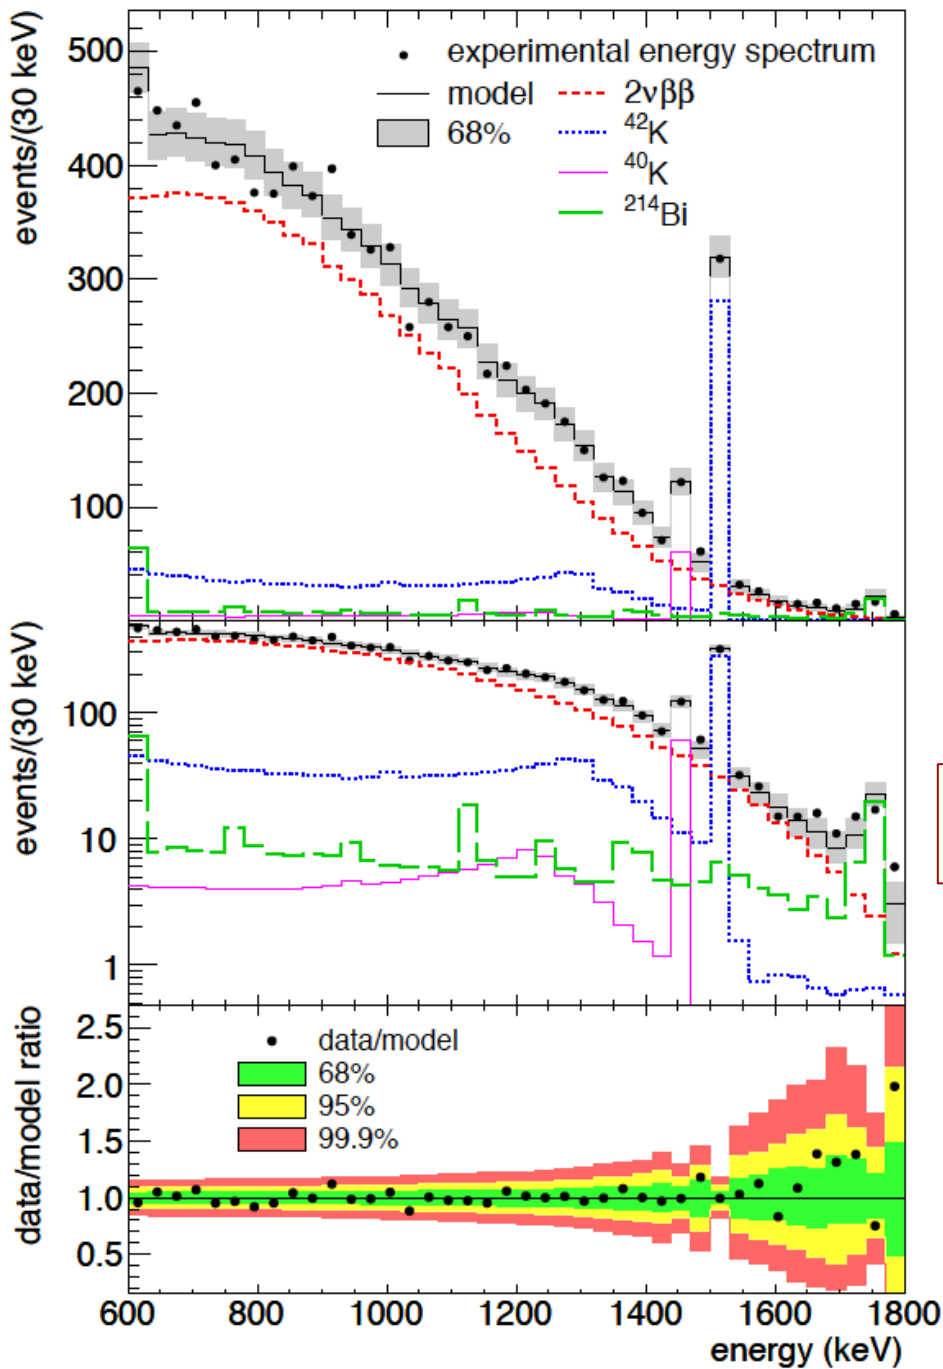 events/(30 keV)
500
400
300
200
100
experimental energy spectrum
model
68%
2νββ
⁴²K
⁴⁰K
²¹⁴Bi
events/(30 keV)
100
10
1
data/model ratio
2.5
2.0
1.5
1.0
0.5
data/model
68%
95%
99.9%
600 800 1000 1200 1400 1600 1800
energy (keV)